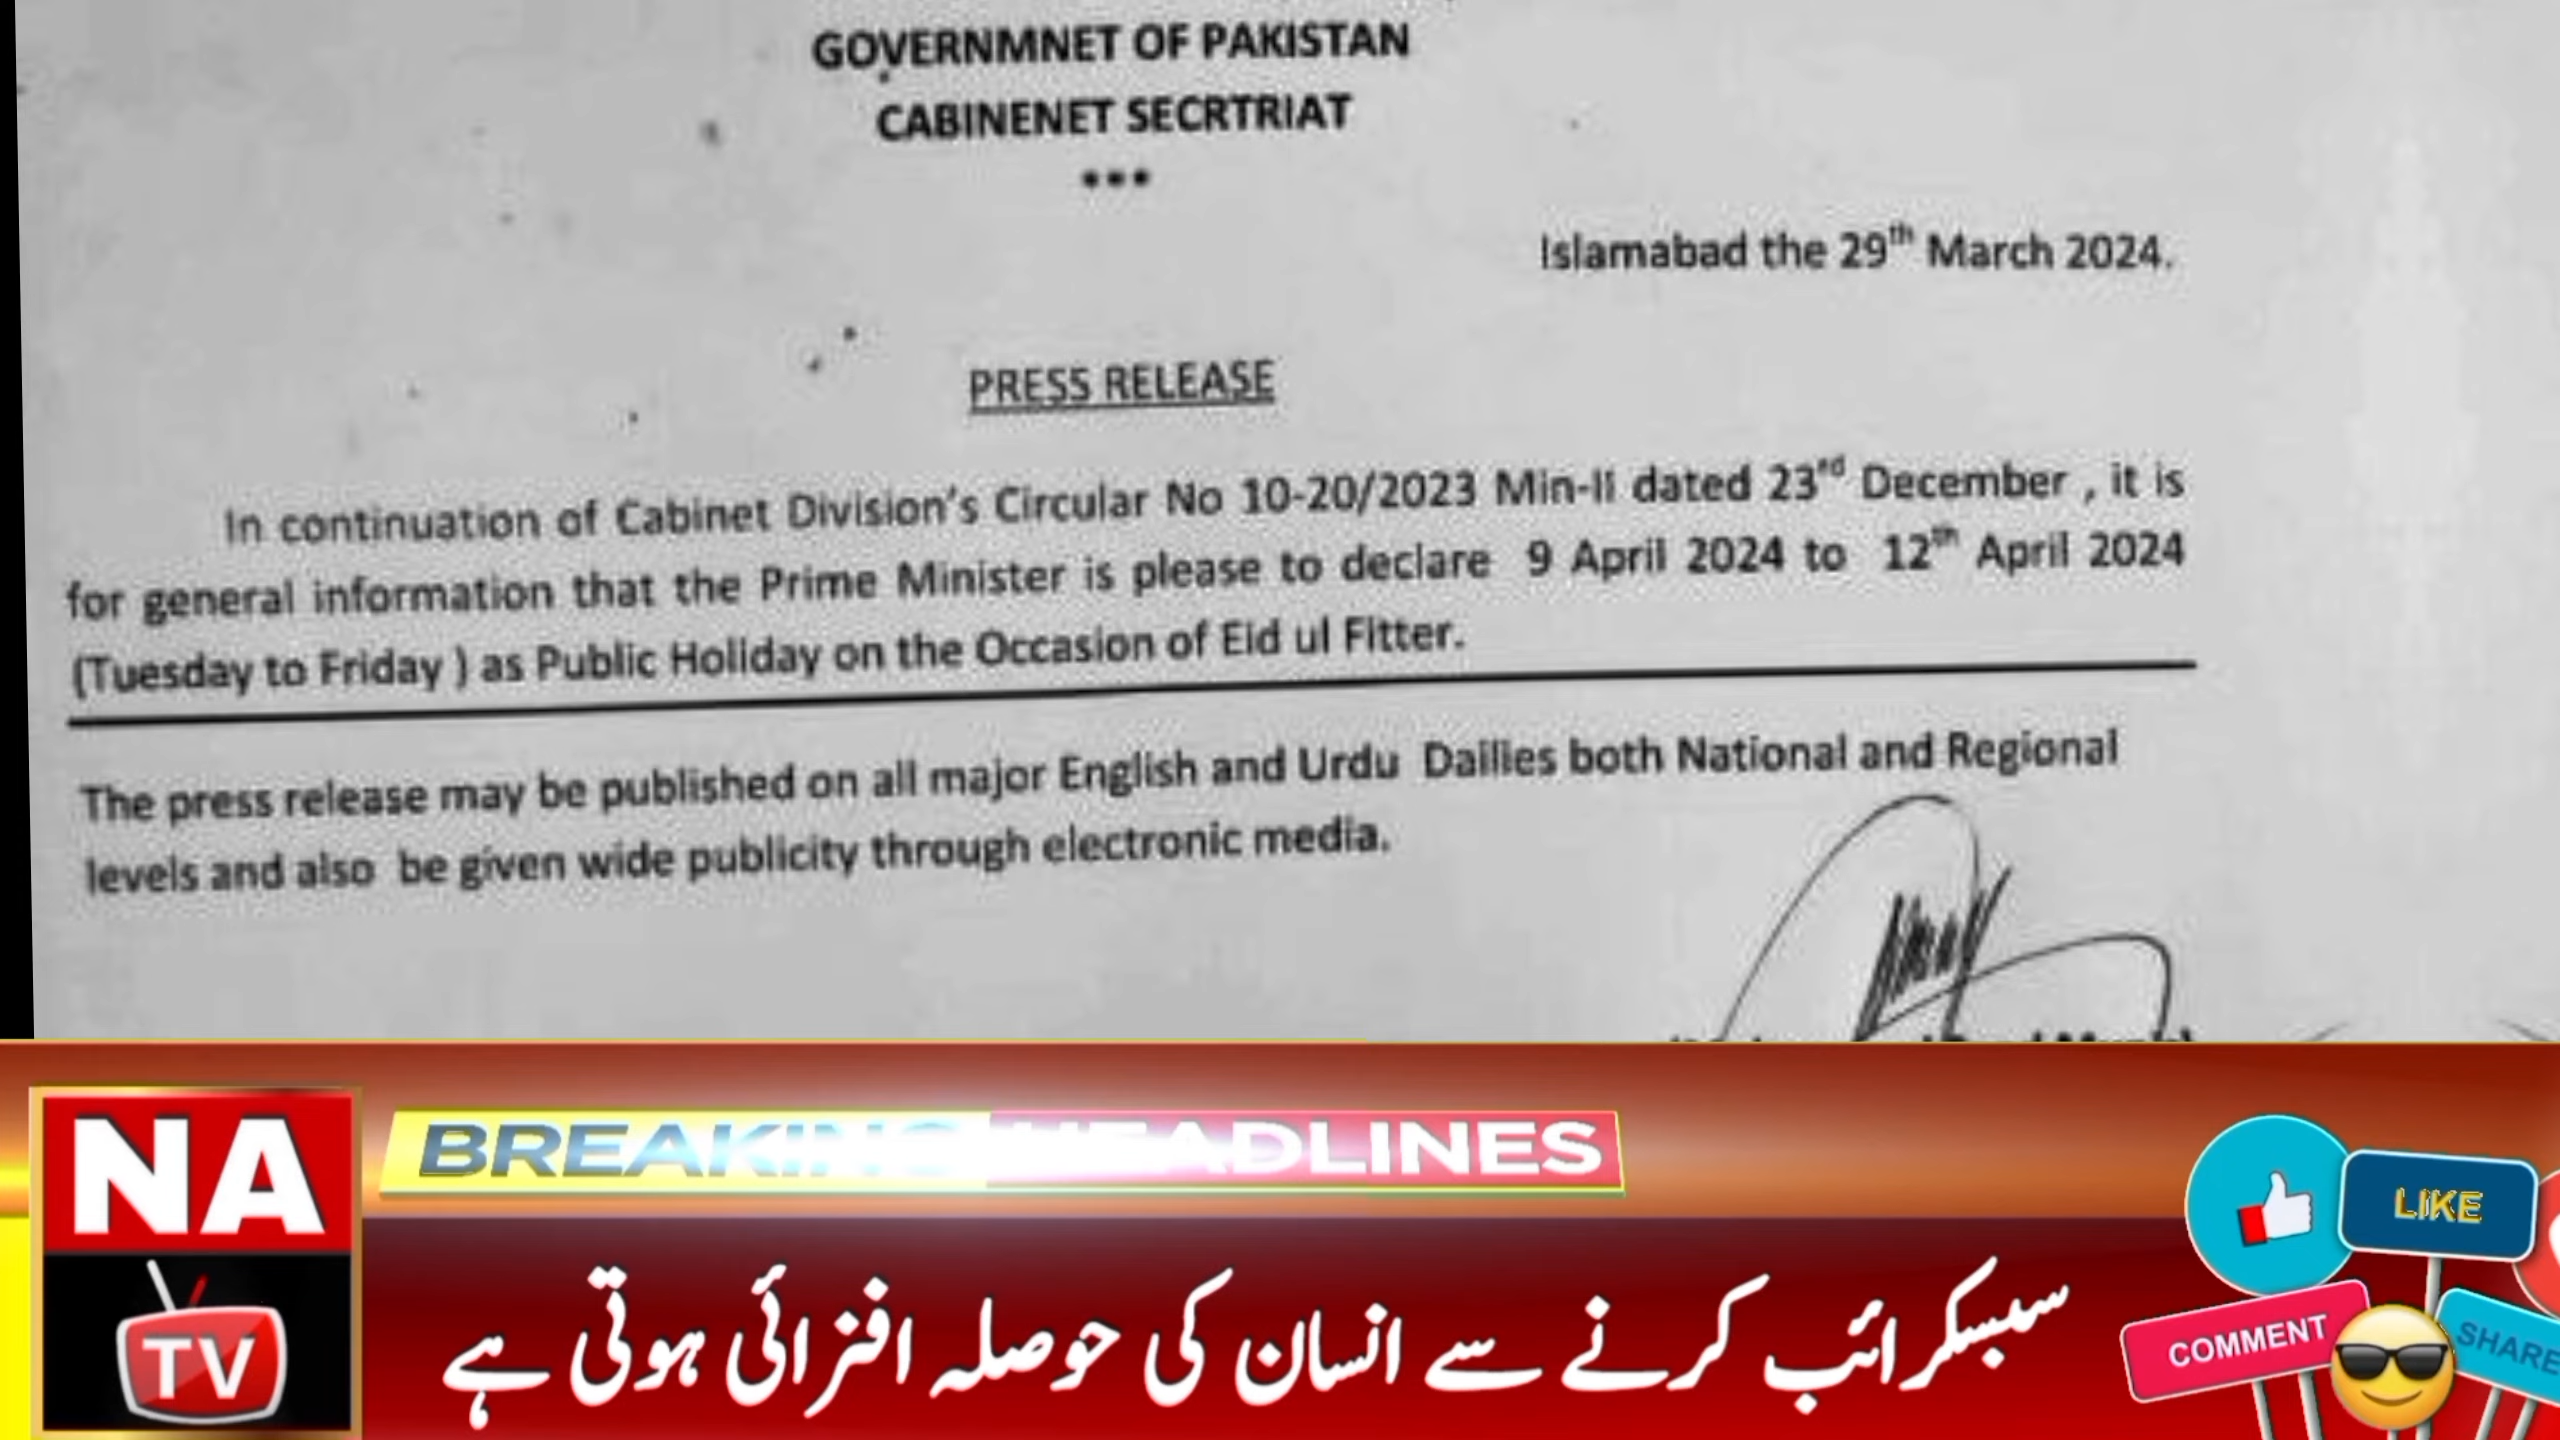 GOVERNMNET OF PAKISTAN
CABINENET SECRTRIAT
***
Islamabad the 29th March 2024.
PRESS RELEASE
In continuation of Cabinet Division's Circular No 10-20/2023 Min-Ii dated 23rd December , it is
for general information that the Prime Minister is please to declare 9 April 2024 to 12th April 2024
(Tuesday to Friday ) as Public Holiday on the Occasion of Eid ul Fitter.
The press release may be published on all major English and Urdu Dailies both National and Regional
levels and also be given wide publicity through electronic media.
NA
TV
BREAKING HEADLINES
سبسکرائب کرنے سے انسان کی حوصلہ افزائی ہوتی ہے
LIKE
COMMENT
SHARE